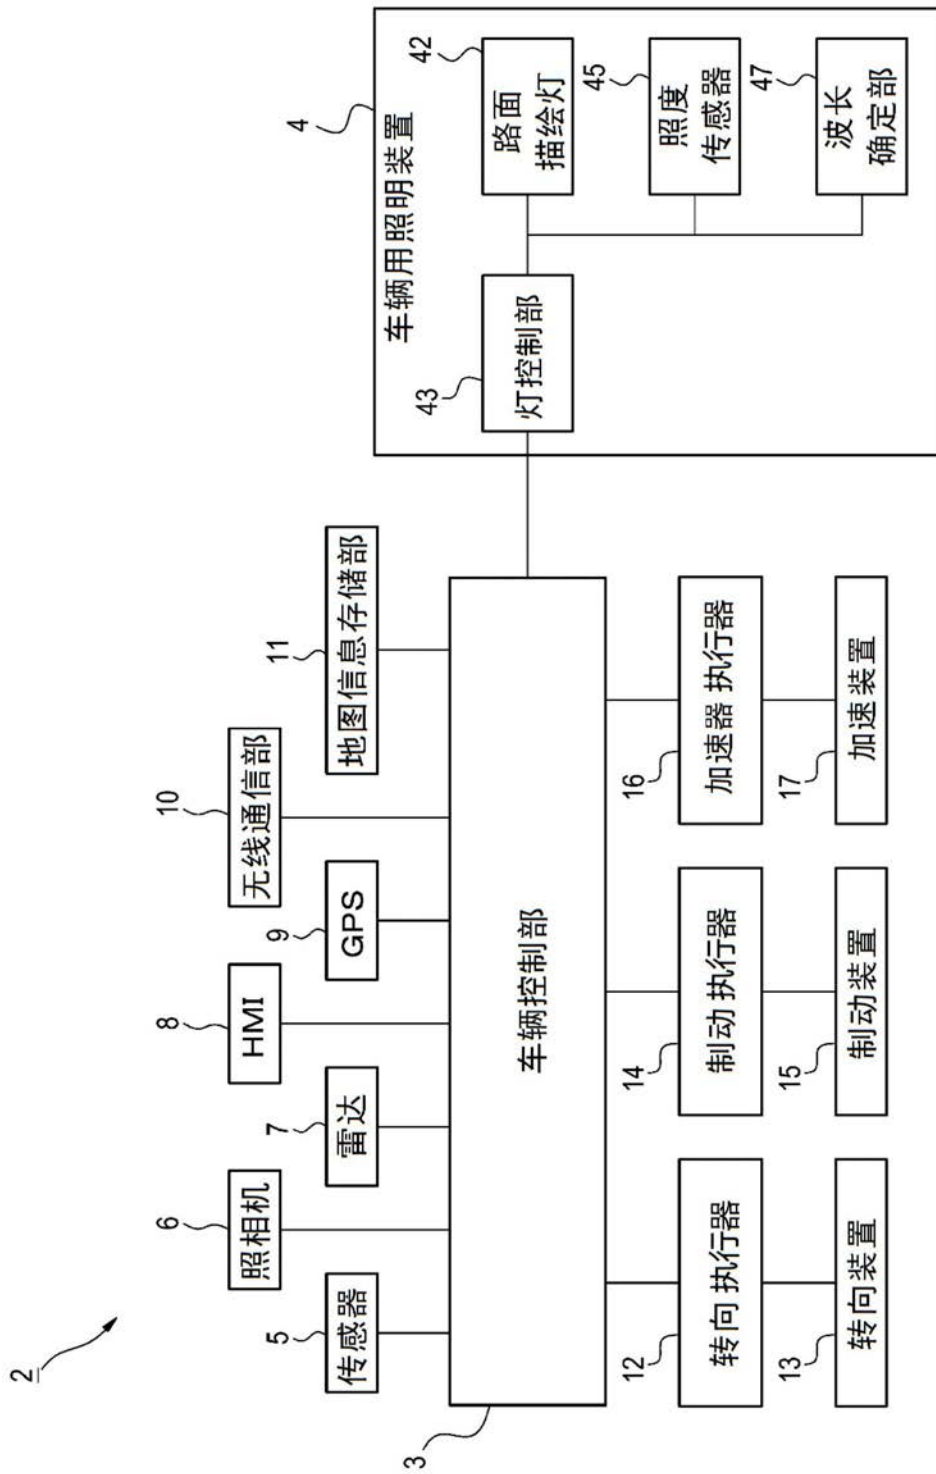 2
6
照相机
8
HMI
10
无线通信部
5
传感器
7
雷达
9
GPS
11
地图信息存储部
3
车辆控制部
12
转向 执行器
14
制动 执行器
16
加速器 执行器
13
转向装置
15
制动装置
17
加速装置
4
车辆用照明装置
43
灯控制部
42
路面
描绘灯
45
照度
传感器
47
波长
确定部